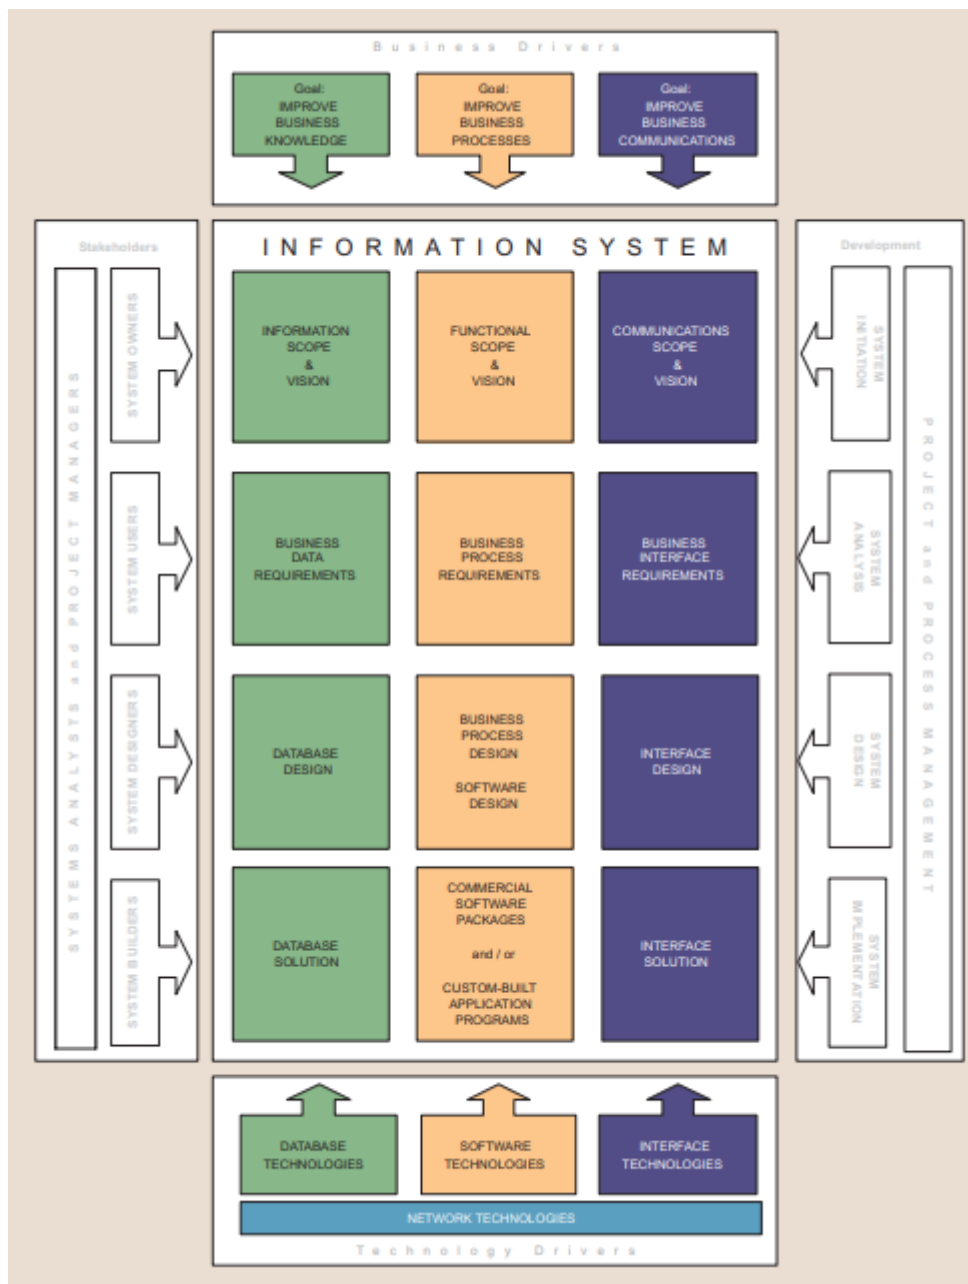 Business Drivers
Goal:
IMPROVE
BUSINESS
KNOWLEDGE
Goal:
IMPROVE
BUSINESS
PROCESSES
Goal:
IMPROVE
BUSINESS
COMMUNICATIONS
Stakeholders
SYSTEMS ANALYSTS and PROJECT MANAGERS
SYSTEM OWNERS
SYSTEM USERS
SYSTEM DESIGNERS
SYSTEM BUILDERS
INFORMATION SYSTEM
INFORMATION
SCOPE
&
VISION
FUNCTIONAL
SCOPE
&
VISION
COMMUNICATIONS
SCOPE
&
VISION
BUSINESS
DATA
REQUIREMENTS
BUSINESS
PROCESS
REQUIREMENTS
BUSINESS
INTERFACE
REQUIREMENTS
DATABASE
DESIGN
BUSINESS
PROCESS
DESIGN
SOFTWARE
DESIGN
INTERFACE
DESIGN
DATABASE
SOLUTION
COMMERCIAL
SOFTWARE
PACKAGES
and / or
CUSTOM-BUILT
APPLICATION
PROGRAMS
INTERFACE
SOLUTION
Development
SYSTEM
INITIATION
SYSTEM
ANALYSIS
SYSTEM
DESIGN
SYSTEM
IMPLEMENTATION
PROJECT and PROCESS MANAGEMENT
DATABASE
TECHNOLOGIES
SOFTWARE
TECHNOLOGIES
INTERFACE
TECHNOLOGIES
NETWORK TECHNOLOGIES
Technology Drivers